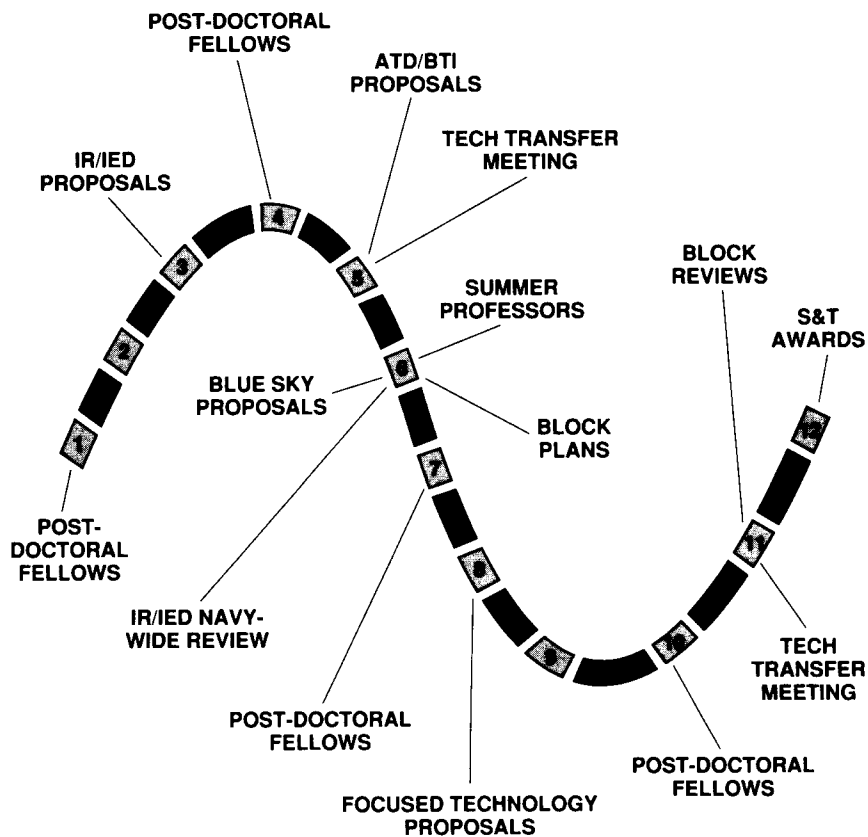 POST-DOCTORAL
FELLOWS
ATD/BTI
PROPOSALS
TECH TRANSFER
MEETING
IR/IED
PROPOSALS
4
3
5
BLOCK
REVIEWS
SUMMER
PROFESSORS
S&T
AWARDS
2
6
BLUE SKY
PROPOSALS
BLOCK
PLANS
1
12
7
POST-
DOCTORAL
FELLOWS
11
8
IR/IED NAVY-
WIDE REVIEW
9
10
TECH
TRANSFER
MEETING
POST-DOCTORAL
FELLOWS
POST-DOCTORAL
FELLOWS
FOCUSED TECHNOLOGY
PROPOSALS